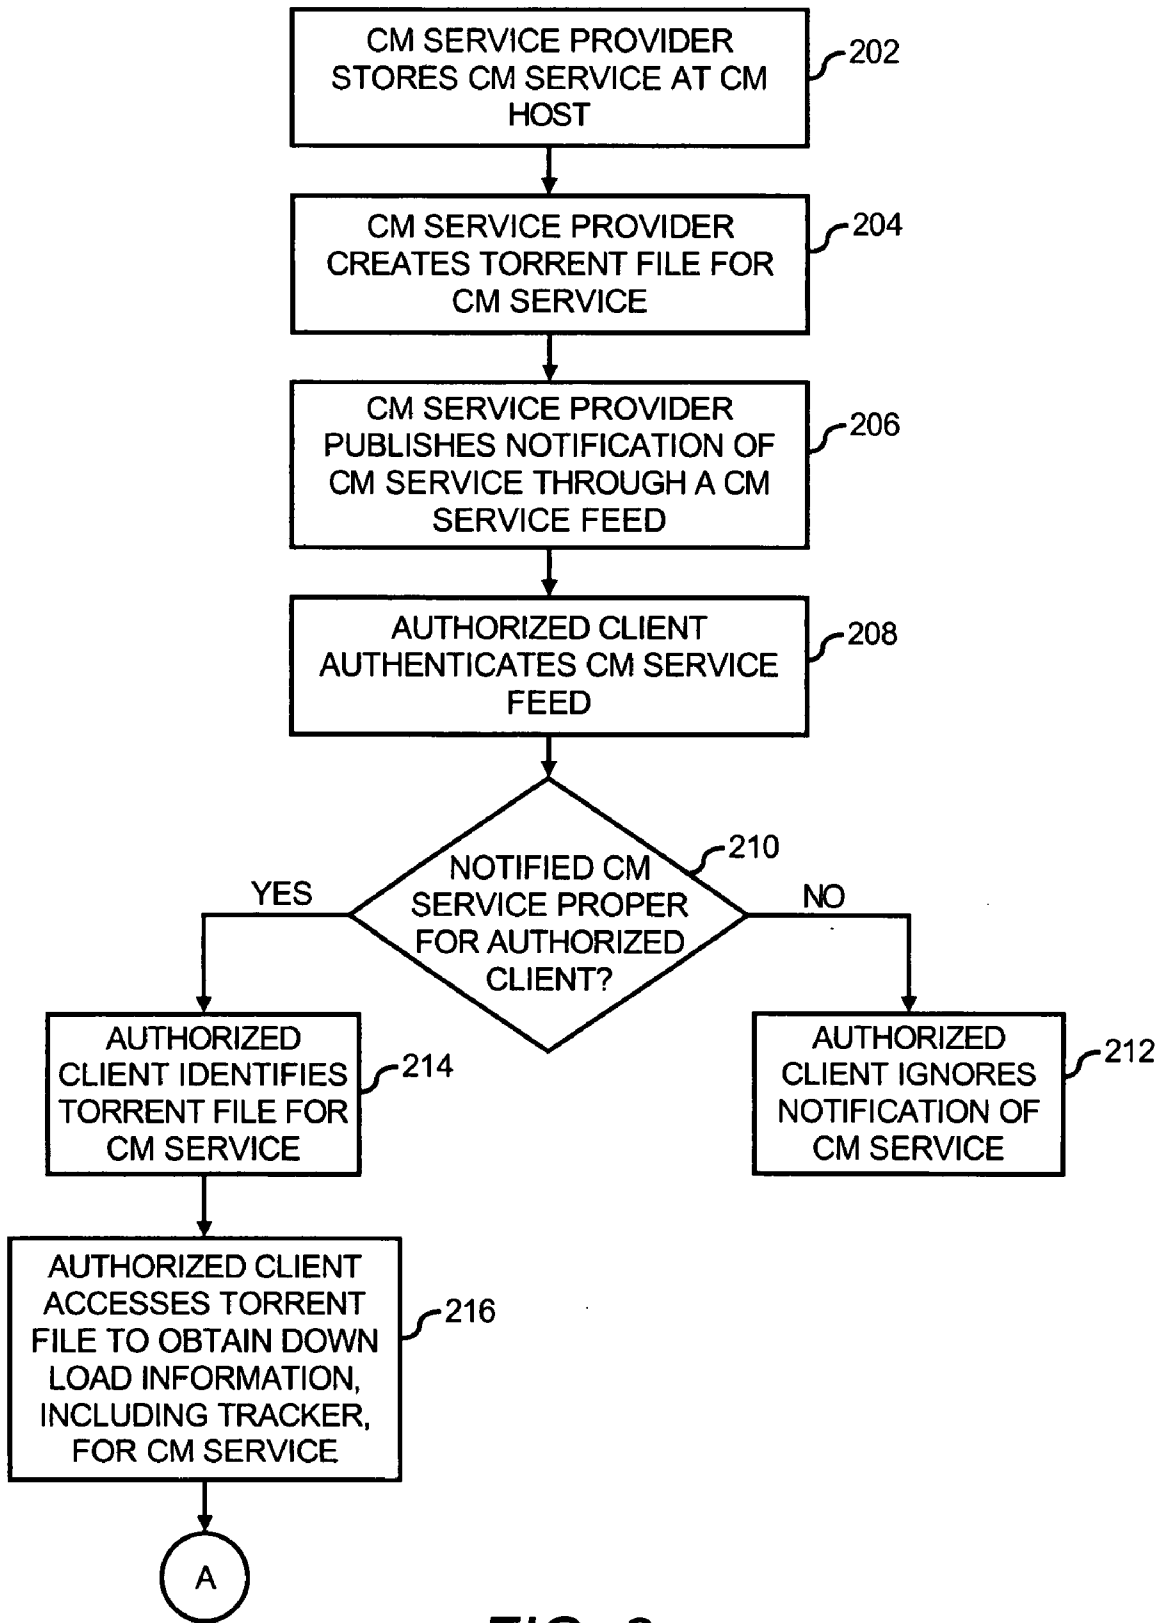 CM SERVICE PROVIDER
STORES CM SERVICE AT CM
HOST
202
CM SERVICE PROVIDER
CREATES TORRENT FILE FOR
CM SERVICE
204
CM SERVICE PROVIDER
PUBLISHES NOTIFICATION OF
CM SERVICE THROUGH A CM
SERVICE FEED
206
AUTHORIZED CLIENT
AUTHENTICATES CM SERVICE
FEED
208
NOTIFIED CM
SERVICE PROPER
FOR AUTHORIZED
CLIENT?
210
YES
NO
AUTHORIZED
CLIENT IDENTIFIES
TORRENT FILE FOR
CM SERVICE
214
AUTHORIZED
CLIENT IGNORES
NOTIFICATION OF
CM SERVICE
212
AUTHORIZED CLIENT
ACCESSES TORRENT
FILE TO OBTAIN DOWN
LOAD INFORMATION,
INCLUDING TRACKER,
FOR CM SERVICE
216
A